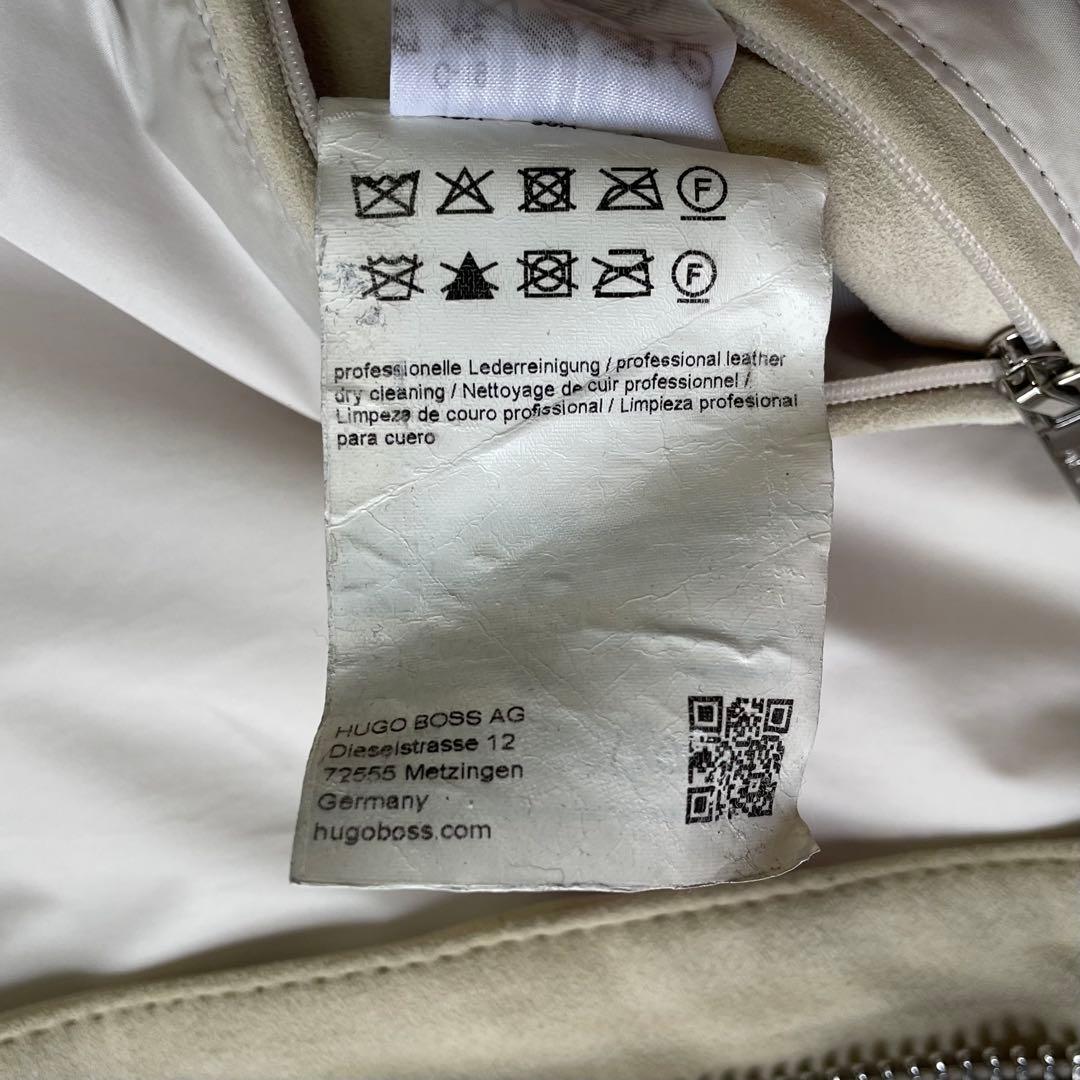 F
F
professionelle Lederreinigung / professional leather
dry cleaning / Nettoyage de cuir professionnel /
Limpeza de couro profissional / Limpieza profesional
para cuero
HUGO BOSS AG
Dieselstrasse 12
72555 Metzingen
Germany
hugoboss.com